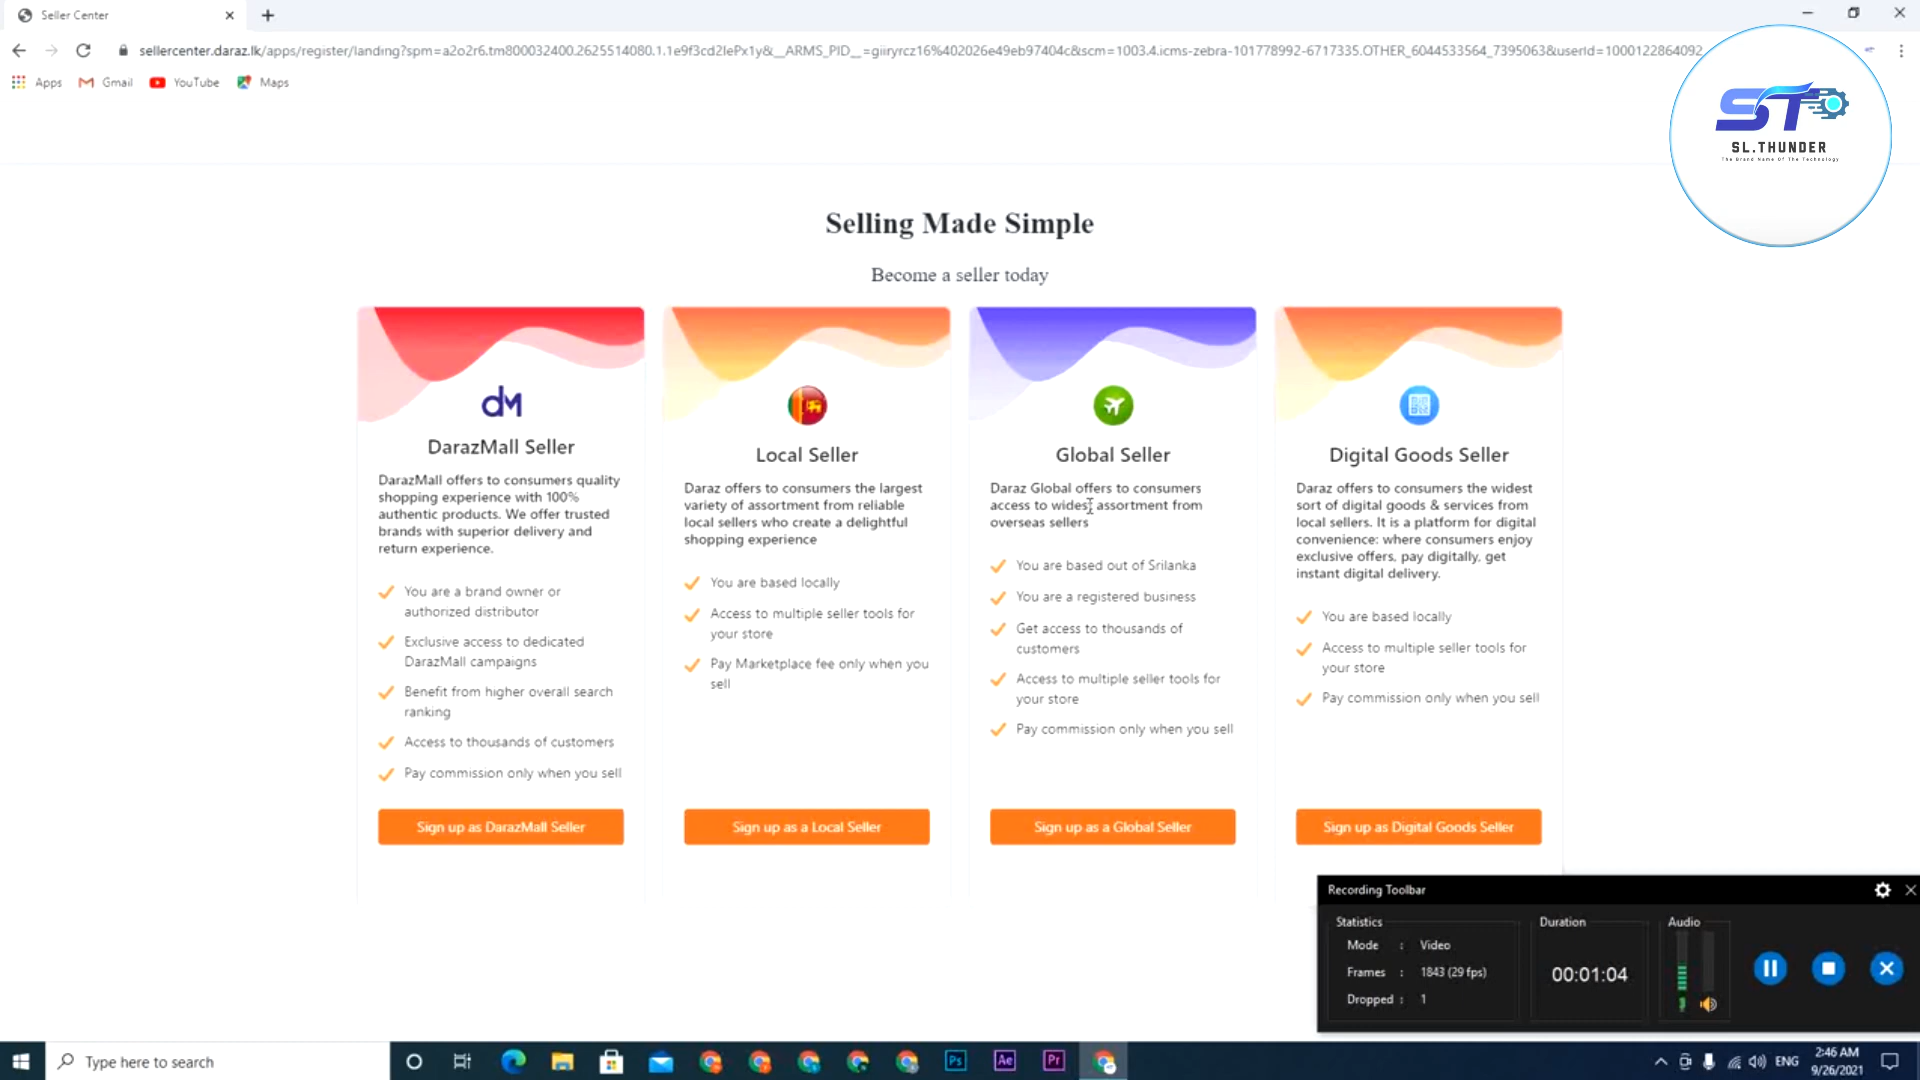 Seller Center
sellercenter.daraz.lk/apps/register/landing?spm=a2o2r6.tm800032400.2625514080.1.1e9f3cd2IePx1y&__ARMS_PID__=giiryrcz16%402026e49eb97404c&scm=1003.4.icms-zebra-101778992-6717335.OTHER_6044533564_7395063&userId=1000122864092
Apps Gmail YouTube Maps
ST
SL.THUNDER
The Brand Name Of The Technology
Selling Made Simple
Become a seller today
dM
DarazMall Seller
DarazMall offers to consumers quality
shopping experience with 100%
authentic products. We offer trusted
brands with superior delivery and
return experience.
You are a brand owner or
authorized distributor
Exclusive access to dedicated
DarazMall campaigns
Benefit from higher overall search
ranking
Access to thousands of customers
Pay commission only when you sell
Sign up as DarazMall Seller
Local Seller
Daraz offers to consumers the largest
variety of assortment from reliable
local sellers who create a delightful
shopping experience
You are based locally
Access to multiple seller tools for
your store
Pay Marketplace fee only when you
sell
Sign up as a Local Seller
Global Seller
Daraz Global offers to consumers
access to widest assortment from
overseas sellers
You are based out of Srilanka
You are a registered business
Get access to thousands of
customers
Access to multiple seller tools for
your store
Pay commission only when you sell
Sign up as a Global Seller
Digital Goods Seller
Daraz offers to consumers the widest
sort of digital goods & services from
local sellers. It is a platform for digital
convenience: where consumers enjoy
exclusive offers, pay digitally, get
instant digital delivery.
You are based locally
Access to multiple seller tools for
your store
Pay commission only when you sell
Sign up as Digital Goods Seller
Recording Toolbar
Statistics
Mode : Video
Frames : 1843 (29 fps)
Dropped : 1
Duration
00:01:04
Audio
Type here to search
Ps
Ae
Pr
ENG
2:46 AM
9/26/2021